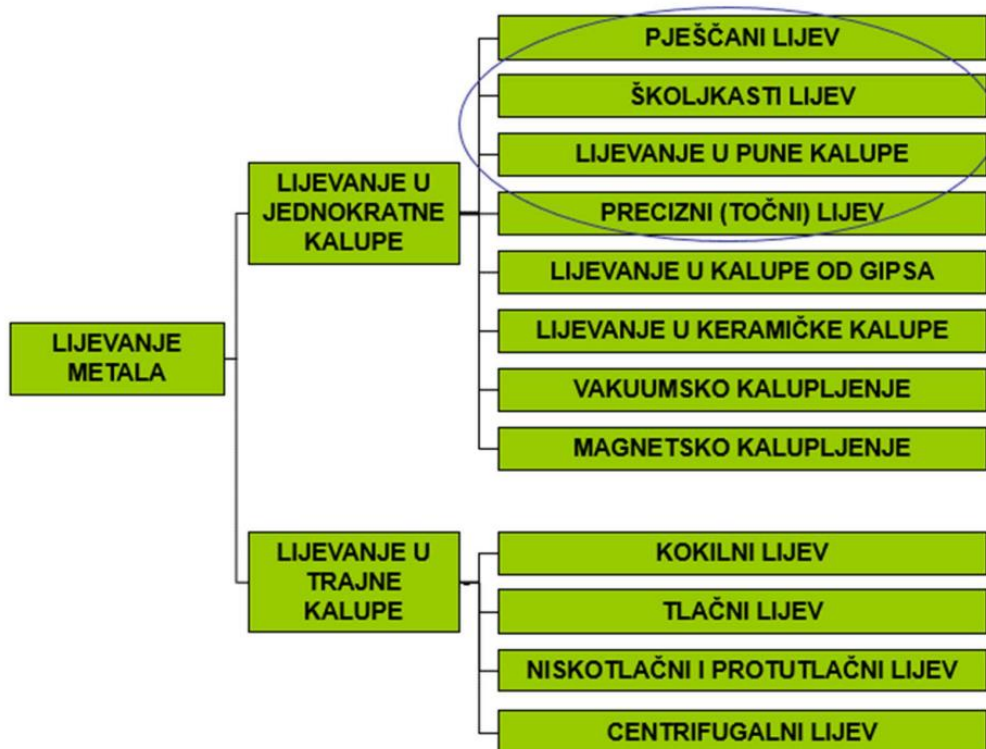 LIJEVANJE
METALA
LIJEVANJE U
JEDNOKRATNE
KALUPE
PJEŠČANI LIJEV
ŠKOLJKASTI LIJEV
LIJEVANJE U PUNE KALUPE
PRECIZNI (TOČNI) LIJEV
LIJEVANJE U KALUPE OD GIPSA
LIJEVANJE U KERAMIČKE KALUPE
VAKUUMSKO KALUPLJENJE
MAGNETSKO KALUPLJENJE
LIJEVANJE U
TRAJNE
KALUPE
KOKILNI LIJEV
TLAČNI LIJEV
NISKOTLAČNI I PROTUTLAČNI LIJEV
CENTRIFUGALNI LIJEV